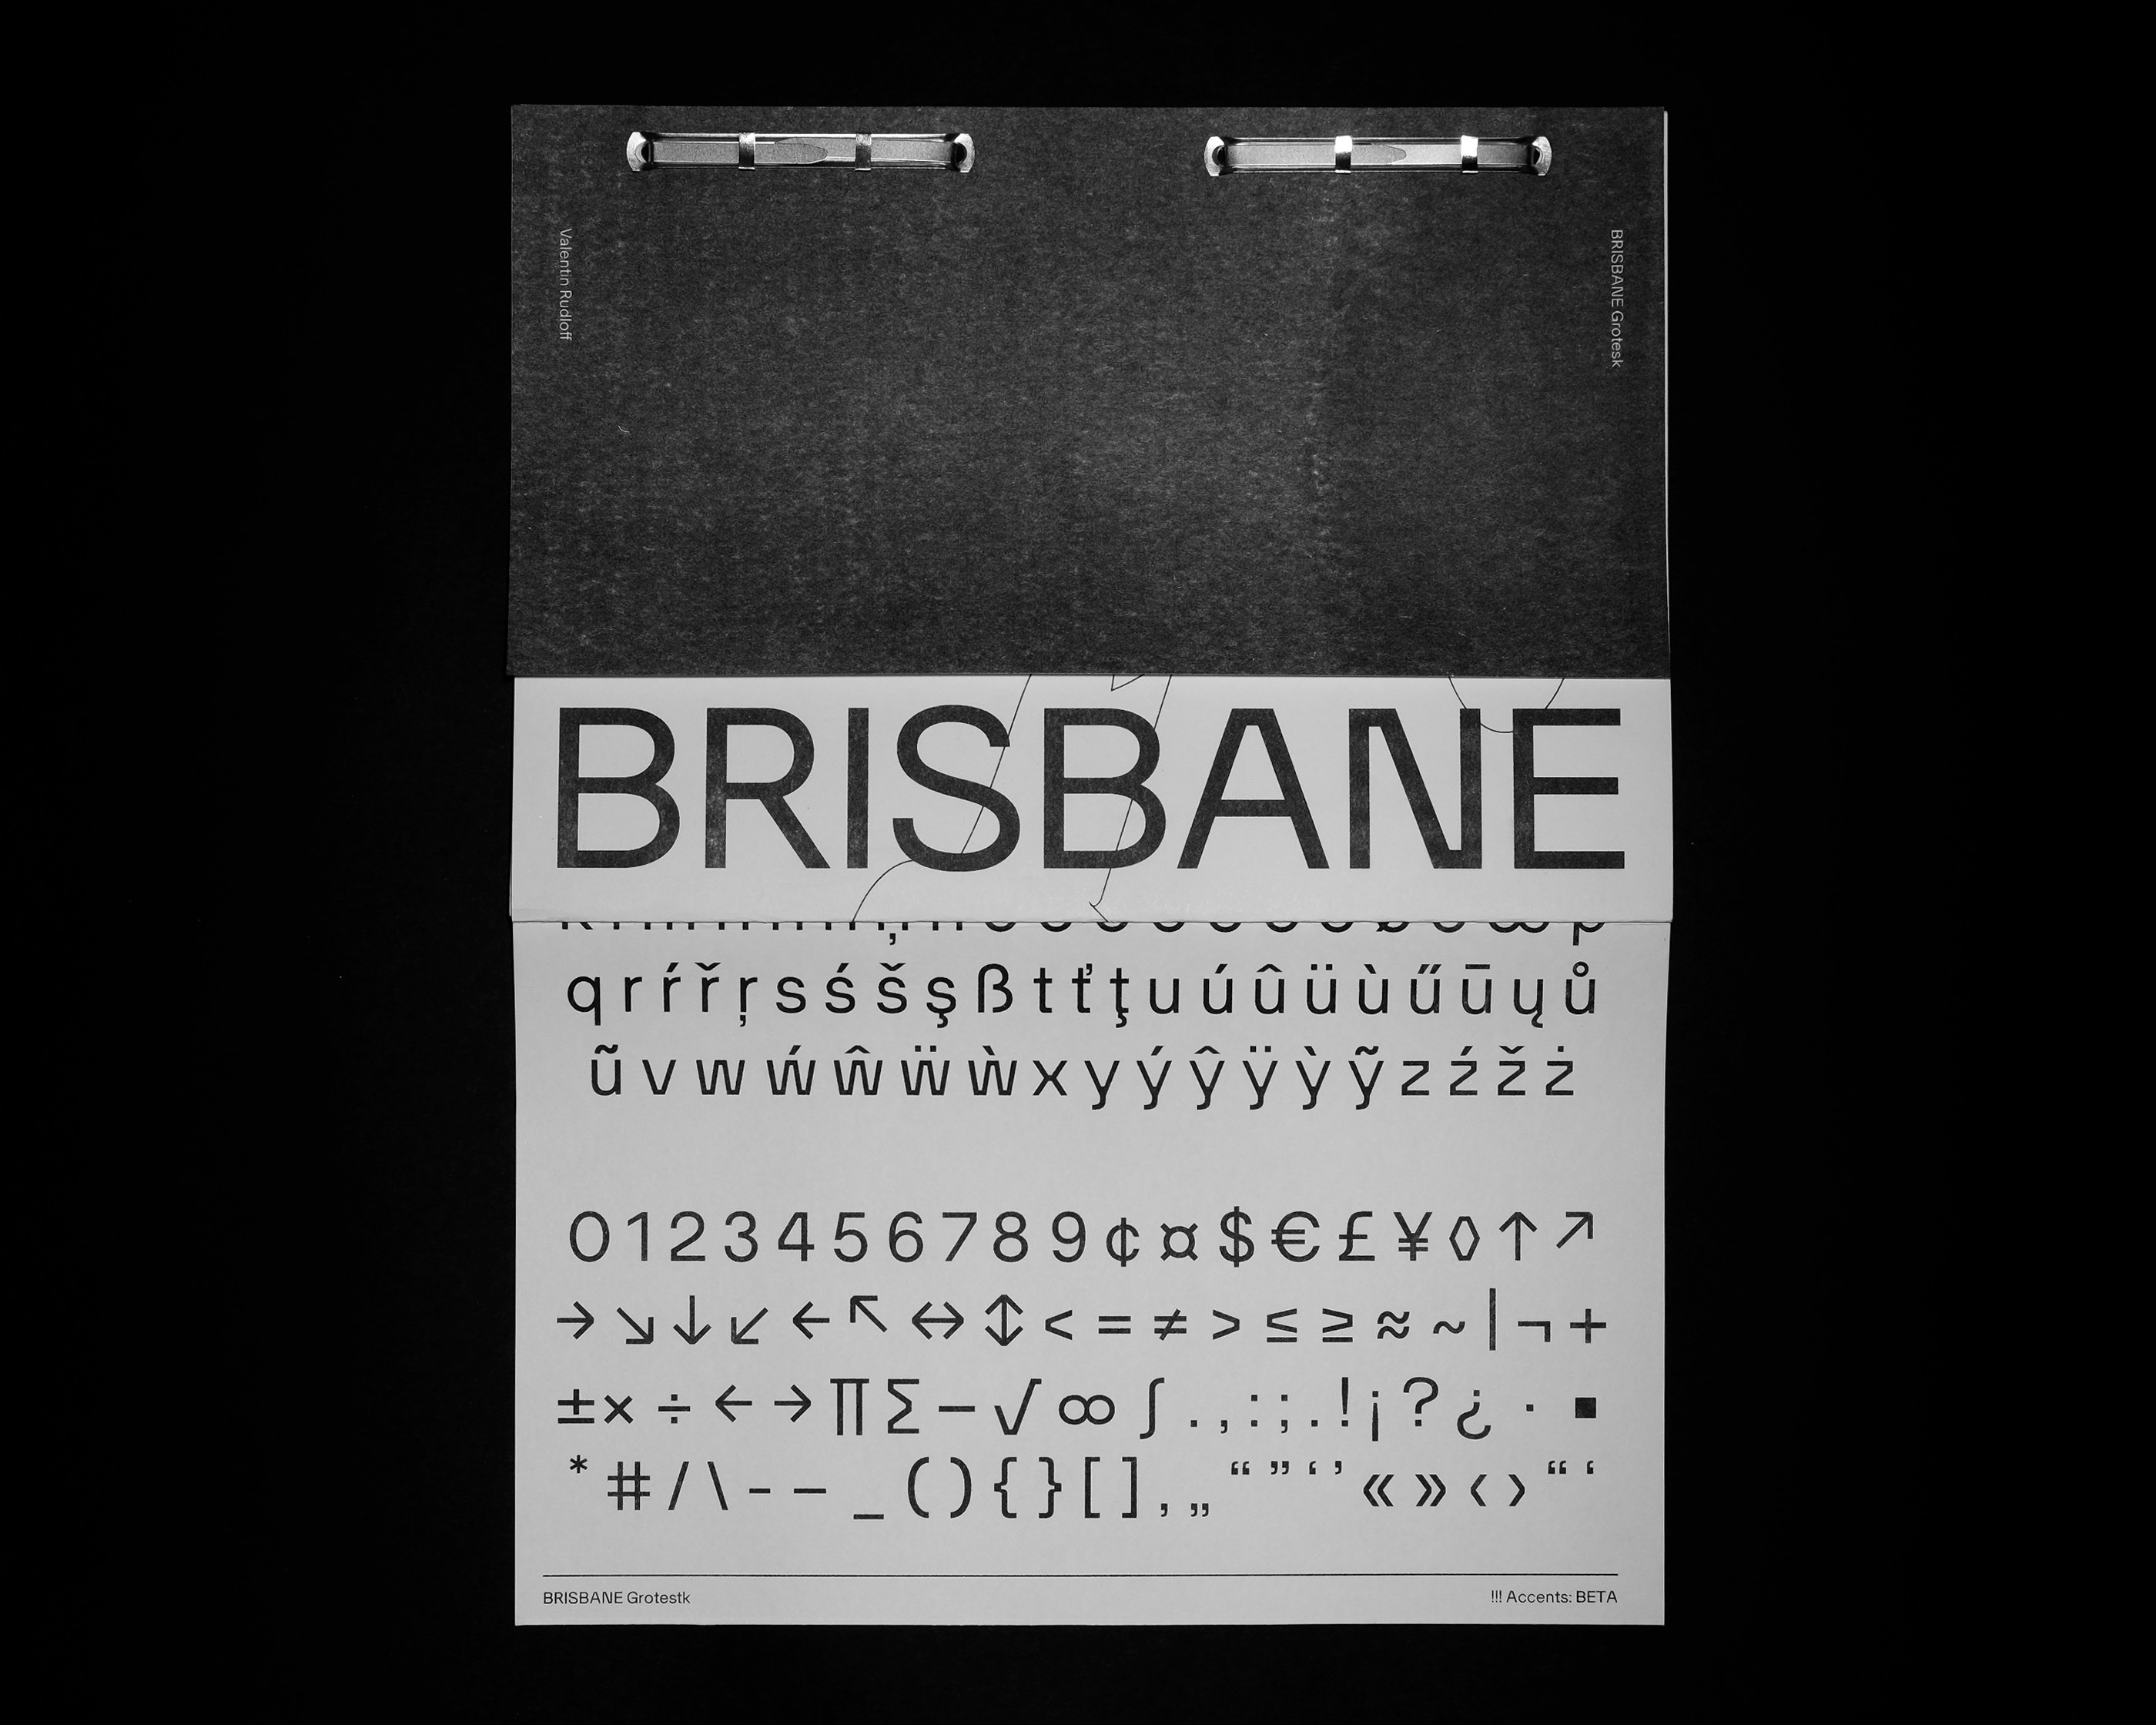 Valentin Rudloff
BRISBANE Grotesk
BRISBANE
q r ŕ ř ŗ s ś š ş ß t ť ţ u ú û ü ù ű ū ų ů
ũ v w ẃ ŵ ẅ ẁ x y ý ŷ ÿ ỳ ỹ z ź ž ż
0 1 2 3 4 5 6 7 8 9 ¢ ¤ $ € £ ¥ ◊ ↑ ↗
→ ↘ ↓ ↙ ← ↖ ↔ ↕ < = ≠ > ≤ ≥ ≈ ~ | ¬ +
± × ÷ ← → ∏ ∑ − √ ∞ ∫ . , : ; . ! ¡ ? ¿ · ■
* # / \ - – _ ( ) { } [ ] ‚ „ “ ” ‘ ’ « » ‹ › “ ‘
BRISBANE Grotestk
!!! Accents: BETA